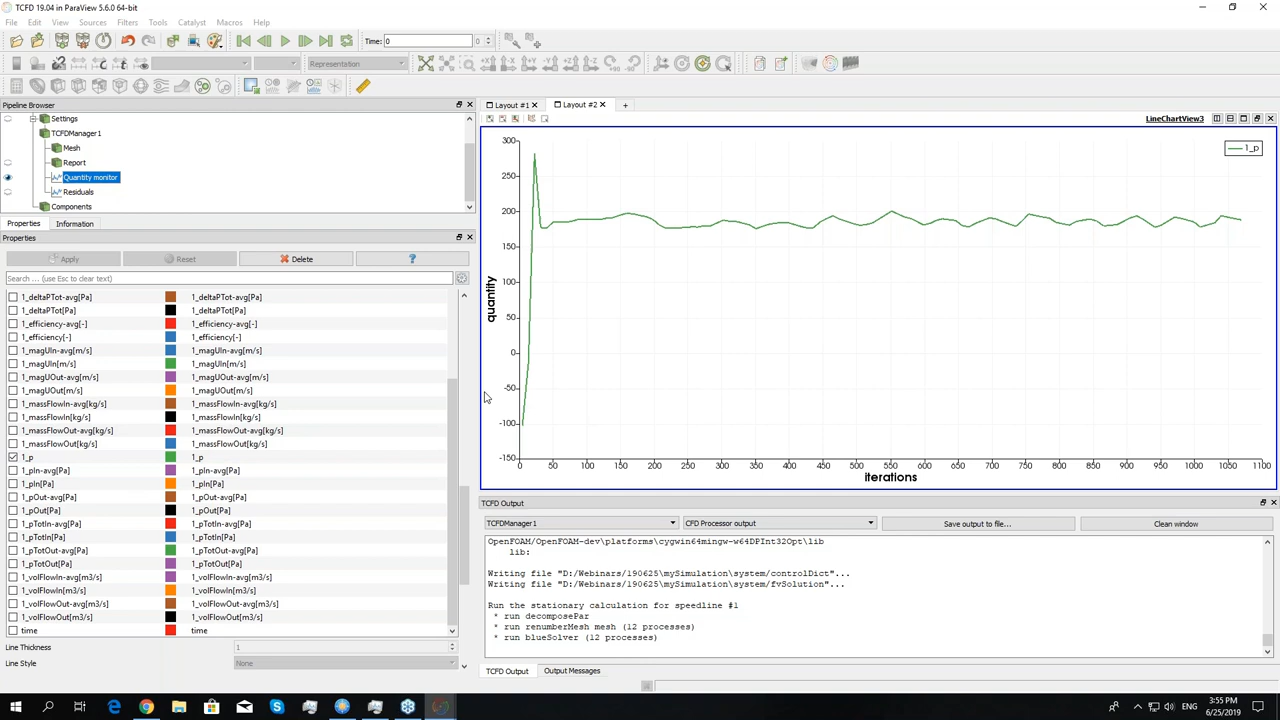 TCFD 19.04 in ParaView 5.6.0 64-bit
File Edit View Sources Filters Tools Catalyst Macros Help
Time: 0 0
Representation
Pipeline Browser
Settings
TCFDManager1
Mesh
Report
Quantity monitor
Residuals
Components
Properties Information
Properties
Apply Reset Delete ?
Search ... (use Esc to clear text)
1_deltaPTot-avg[Pa] 1_deltaPTot-avg[Pa]
1_deltaPTot[Pa] 1_deltaPTot[Pa]
1_efficiency-avg[-] 1_efficiency-avg[-]
1_efficiency[-] 1_efficiency[-]
1_magUIn-avg[m/s] 1_magUIn-avg[m/s]
1_magUIn[m/s] 1_magUIn[m/s]
1_magUOut-avg[m/s] 1_magUOut-avg[m/s]
1_magUOut[m/s] 1_magUOut[m/s]
1_massFlowIn-avg[kg/s] 1_massFlowIn-avg[kg/s]
1_massFlowIn[kg/s] 1_massFlowIn[kg/s]
1_massFlowOut-avg[kg/s] 1_massFlowOut-avg[kg/s]
1_massFlowOut[kg/s] 1_massFlowOut[kg/s]
1_p 1_p
1_pIn-avg[Pa] 1_pIn-avg[Pa]
1_pIn[Pa] 1_pIn[Pa]
1_pOut-avg[Pa] 1_pOut-avg[Pa]
1_pOut[Pa] 1_pOut[Pa]
1_pTotIn-avg[Pa] 1_pTotIn-avg[Pa]
1_pTotIn[Pa] 1_pTotIn[Pa]
1_pTotOut-avg[Pa] 1_pTotOut-avg[Pa]
1_pTotOut[Pa] 1_pTotOut[Pa]
1_volFlowIn-avg[m3/s] 1_volFlowIn-avg[m3/s]
1_volFlowIn[m3/s] 1_volFlowIn[m3/s]
1_volFlowOut-avg[m3/s] 1_volFlowOut-avg[m3/s]
1_volFlowOut[m3/s] 1_volFlowOut[m3/s]
time time
Line Thickness 1
Line Style None
Layout #1 Layout #2 +
LineChartView3
300
250
200
150
100
50
0
-50
-100
-150
quantity
1_p
0 50 100 150 200 250 300 350 400 450 500 550 600 650 700 750 800 850 900 950 1000 1050 1100
iterations
TCFD Output
TCFDManager1 CFD Processor output Save output to file... Clean window
OpenFOAM/OpenFOAM-dev\platforms\cygwin64mingw-w64DPInt32Opt\lib
lib:
Writing file "D:/Webinars/190625/mySimulation/system/controlDict"...
Writing file "D:/Webinars/190625/mySimulation/system/fvSolution"...
Run the stationary calculation for speedline #1
* run decomposePar
* run renumberMesh mesh (12 processes)
* run blueSolver (12 processes)
TCFD Output Output Messages
ENG 3:55 PM
6/25/2019